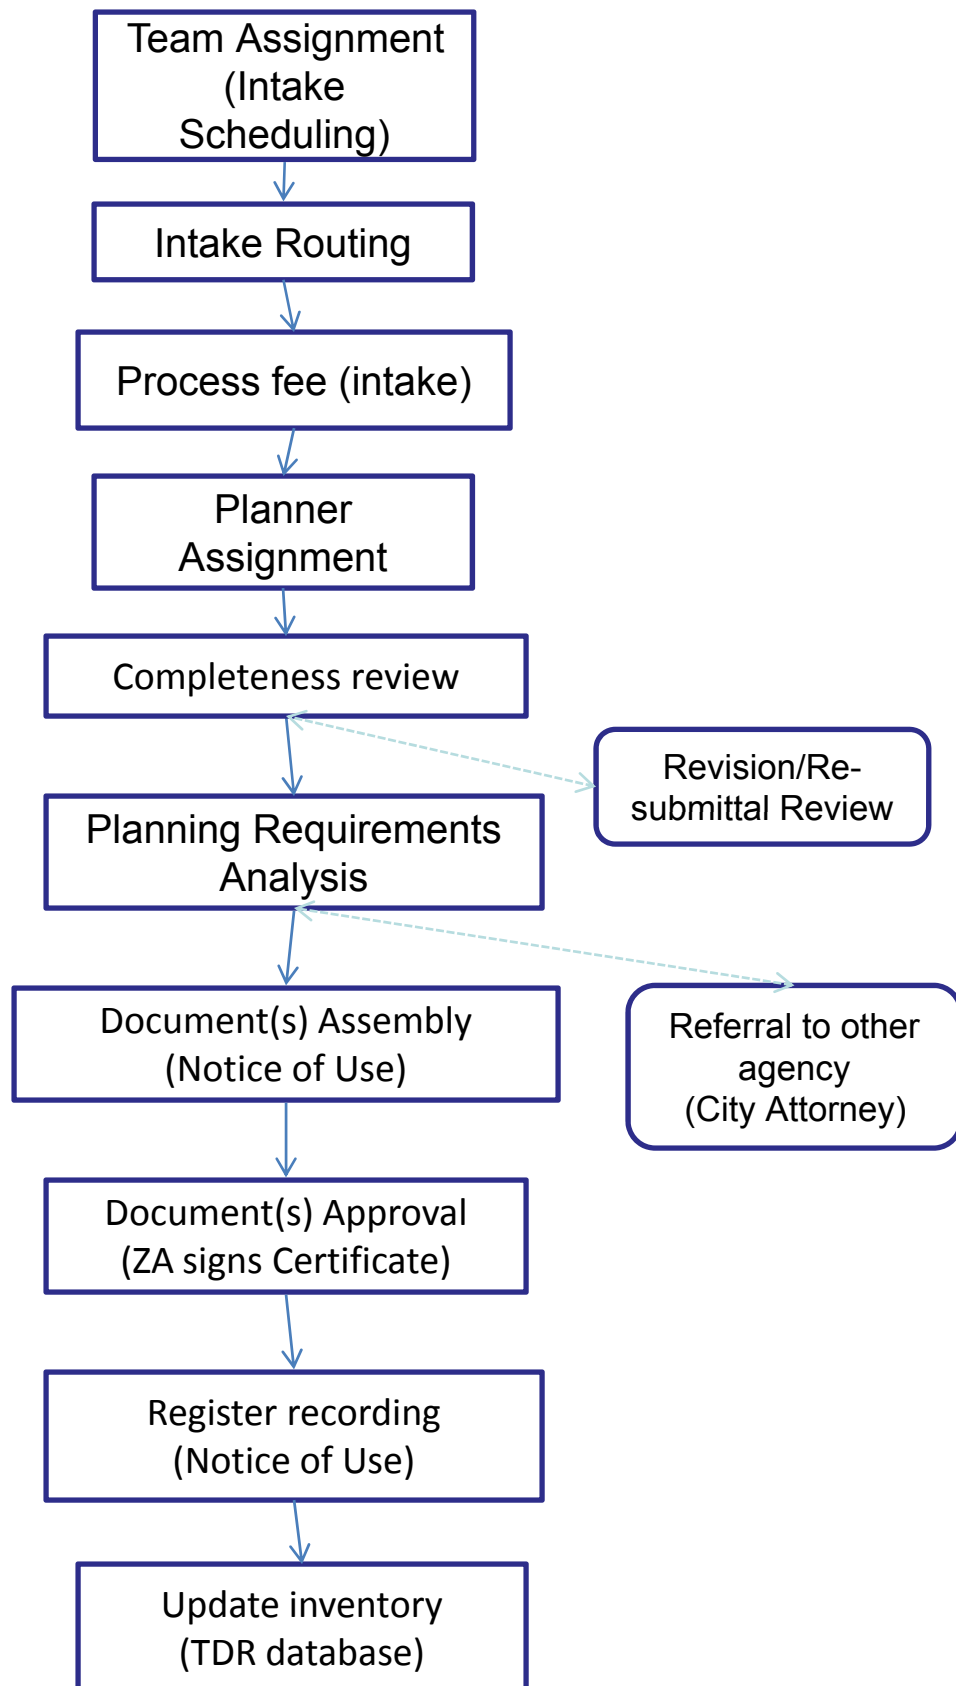 Team Assignment
(Intake
Scheduling)
Intake Routing
Process fee (intake)
Planner
Assignment
Completeness review
Revision/Re-
submittal Review
Planning Requirements
Analysis
Document(s) Assembly
(Notice of Use)
Referral to other
agency
(City Attorney)
Document(s) Approval
(ZA signs Certificate)
Register recording
(Notice of Use)
Update inventory
(TDR database)